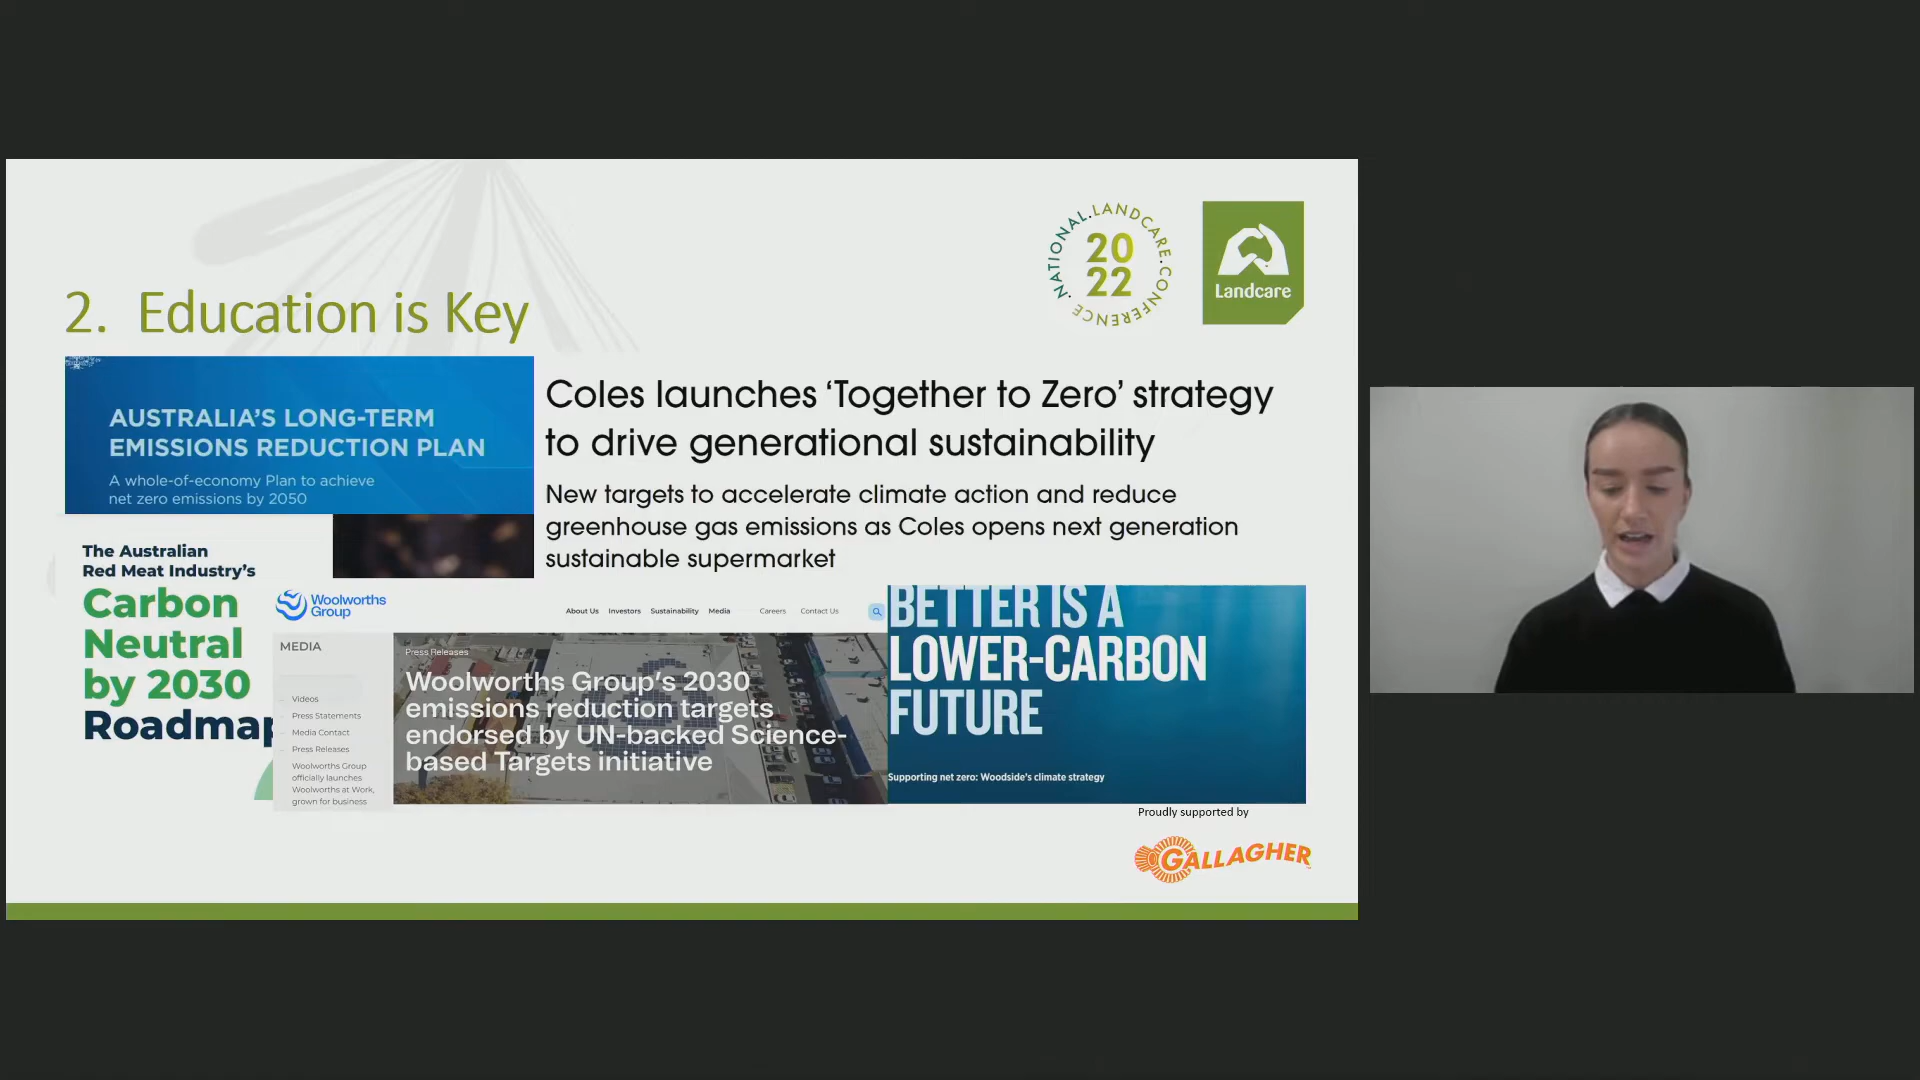 NATIONAL.LANDCARE.CONFERENCE.
20
22
Landcare
2. Education is Key
AUSTRALIA'S LONG-TERM
EMISSIONS REDUCTION PLAN
A whole-of-economy Plan to achieve
net zero emissions by 2050
Coles launches ‘Together to Zero’ strategy
to drive generational sustainability
New targets to accelerate climate action and reduce
greenhouse gas emissions as Coles opens next generation
sustainable supermarket
The Australian
Red Meat Industry's
Carbon
Neutral
by 2030
Roadmap
Woolworths
Group
About Us Investors Sustainability Media Careers Contact Us
MEDIA
Videos
Press Statements
Media Contact
Press Releases
Woolworths Group
officially launches
Woolworths at Work,
grown for business
Press Releases
Woolworths Group's 2030
emissions reduction targets
endorsed by UN-backed Science-
based Targets initiative
BETTER IS A
LOWER-CARBON
FUTURE
Supporting net zero: Woodside's climate strategy
Proudly supported by
GALLAGHER